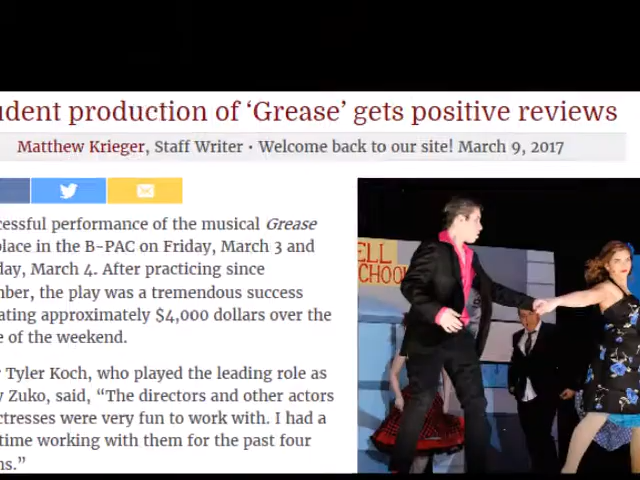 udent production of ‘Grease’ gets positive reviews
Matthew Krieger, Staff Writer • Welcome back to our site! March 9, 2017
cessful performance of the musical Grease
place in the B-PAC on Friday, March 3 and
day, March 4. After practicing since
mber, the play was a tremendous success
ating approximately $4,000 dollars over the
e of the weekend.
Tyler Koch, who played the leading role as
y Zuko, said, “The directors and other actors
ctresses were very fun to work with. I had a
time working with them for the past four
ns.”
ELL
SCHOOL